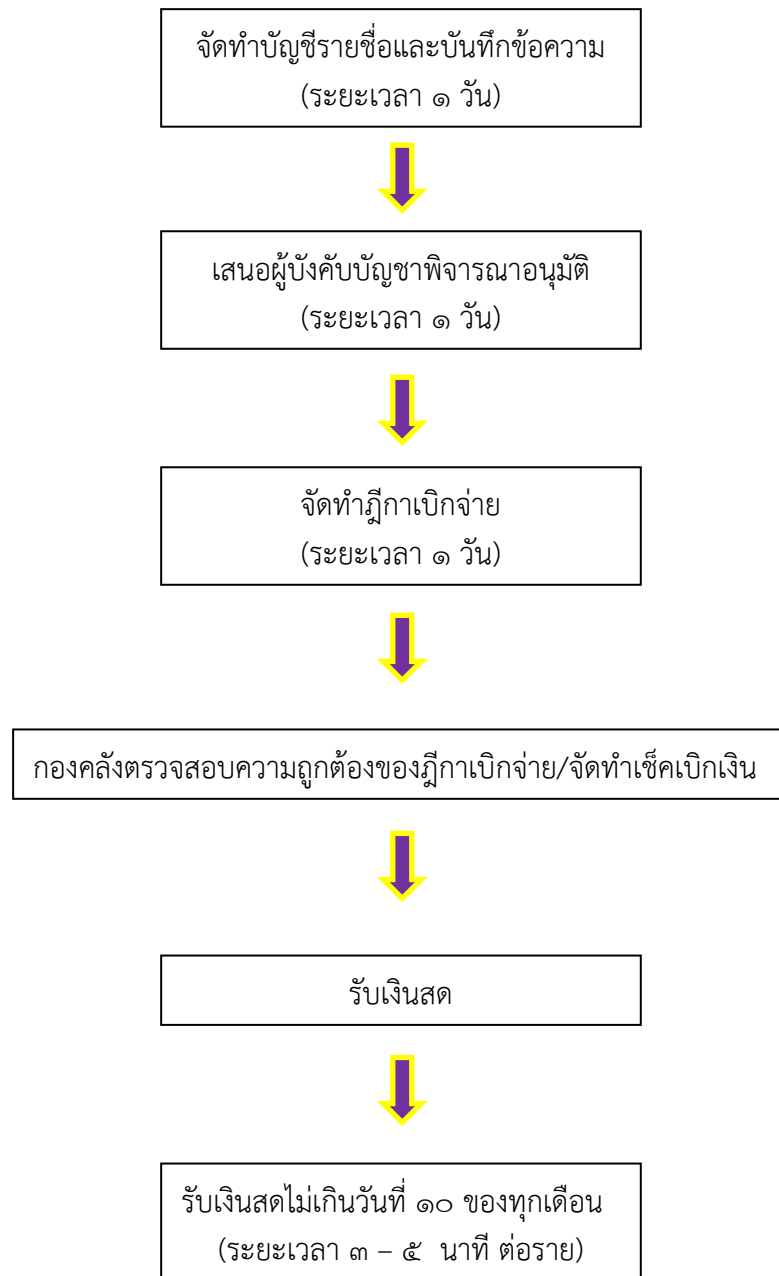 จัดทำบัญชีรายชื่อและบันทึกข้อความ
(ระยะเวลา ๑ วัน)
เสนอผู้บังคับบัญชาพิจารณาอนุมัติ
(ระยะเวลา ๑ วัน)
จัดทำฎีกาเบิกจ่าย
(ระยะเวลา ๑ วัน)
กองคลังตรวจสอบความถูกต้องของฎีกาเบิกจ่าย/จัดทำเช็คเบิกเงิน
รับเงินสด
รับเงินสดไม่เกินวันที่ ๑๐ ของทุกเดือน
(ระยะเวลา ๓ – ๕ นาที ต่อราย)